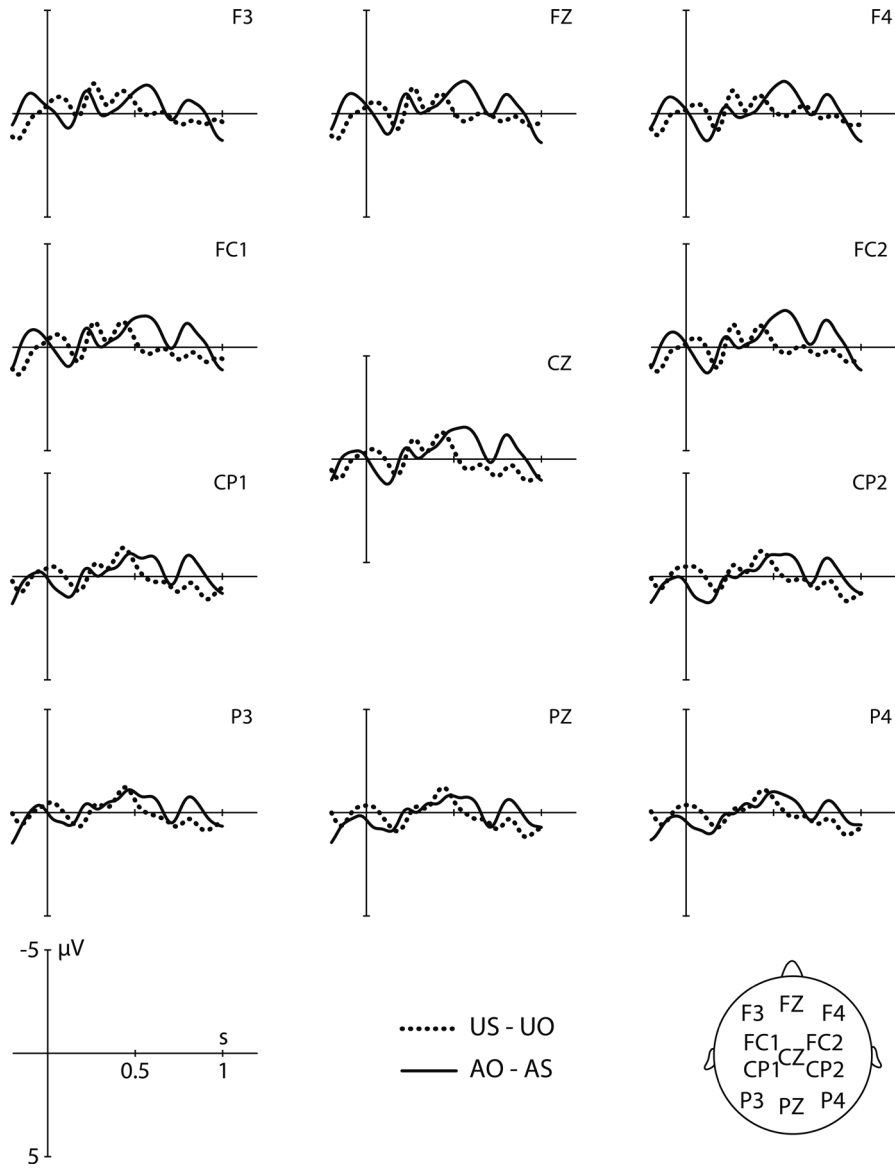 F3 FZ F4
FC1 FC2
CZ
CP1 CP2
P3 PZ P4
-5 µV
s
0.5 1
5
US - UO
AO - AS
FZ
F3 F4
FC1 FC2
CZ
CP1 CP2
P3 PZ P4